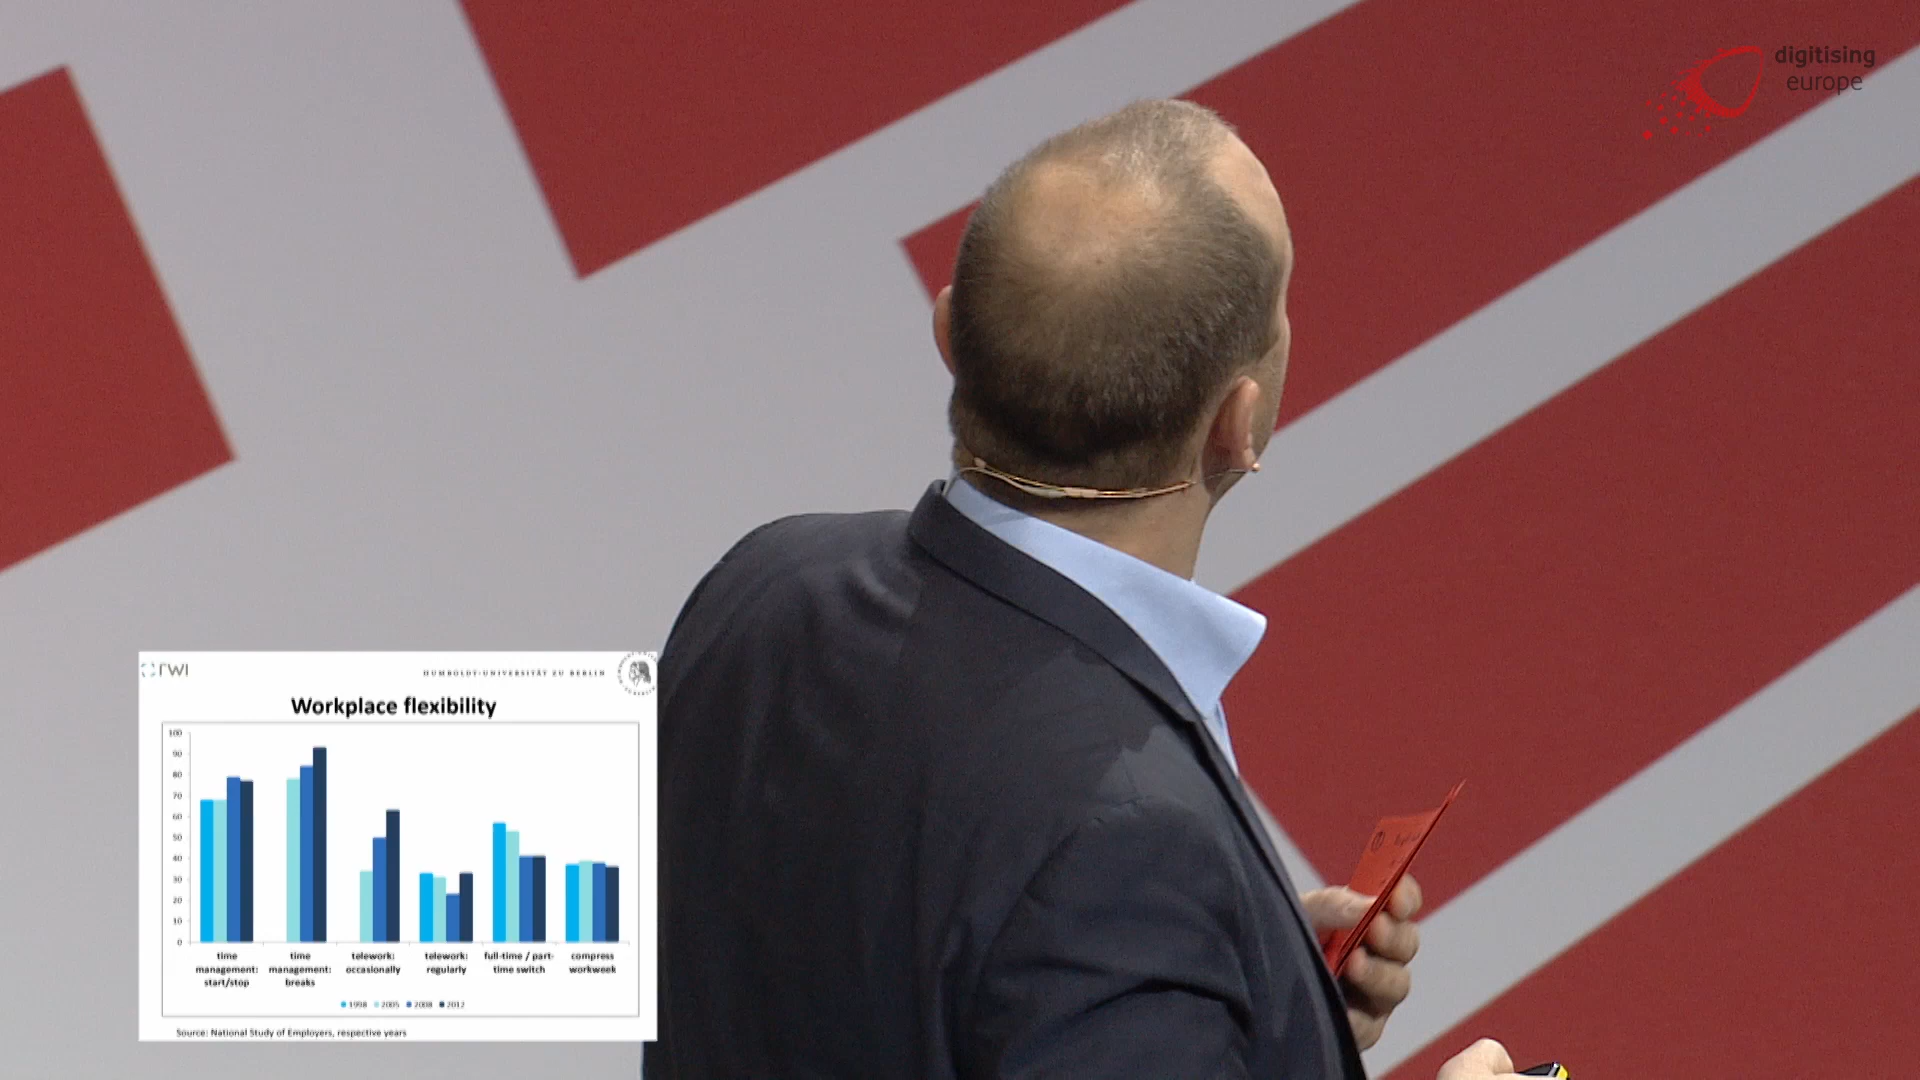 digitising
europe
rwi
HUMBOLDT-UNIVERSITÄT ZU BERLIN
Workplace flexibility
100
90
80
70
60
50
40
30
20
10
0
time management: start/stop
time management: breaks
telework: occasionally
telework: regularly
full-time / part-time switch
compress workweek
1998 2005 2008 2012
Source: National Study of Employers, respective years